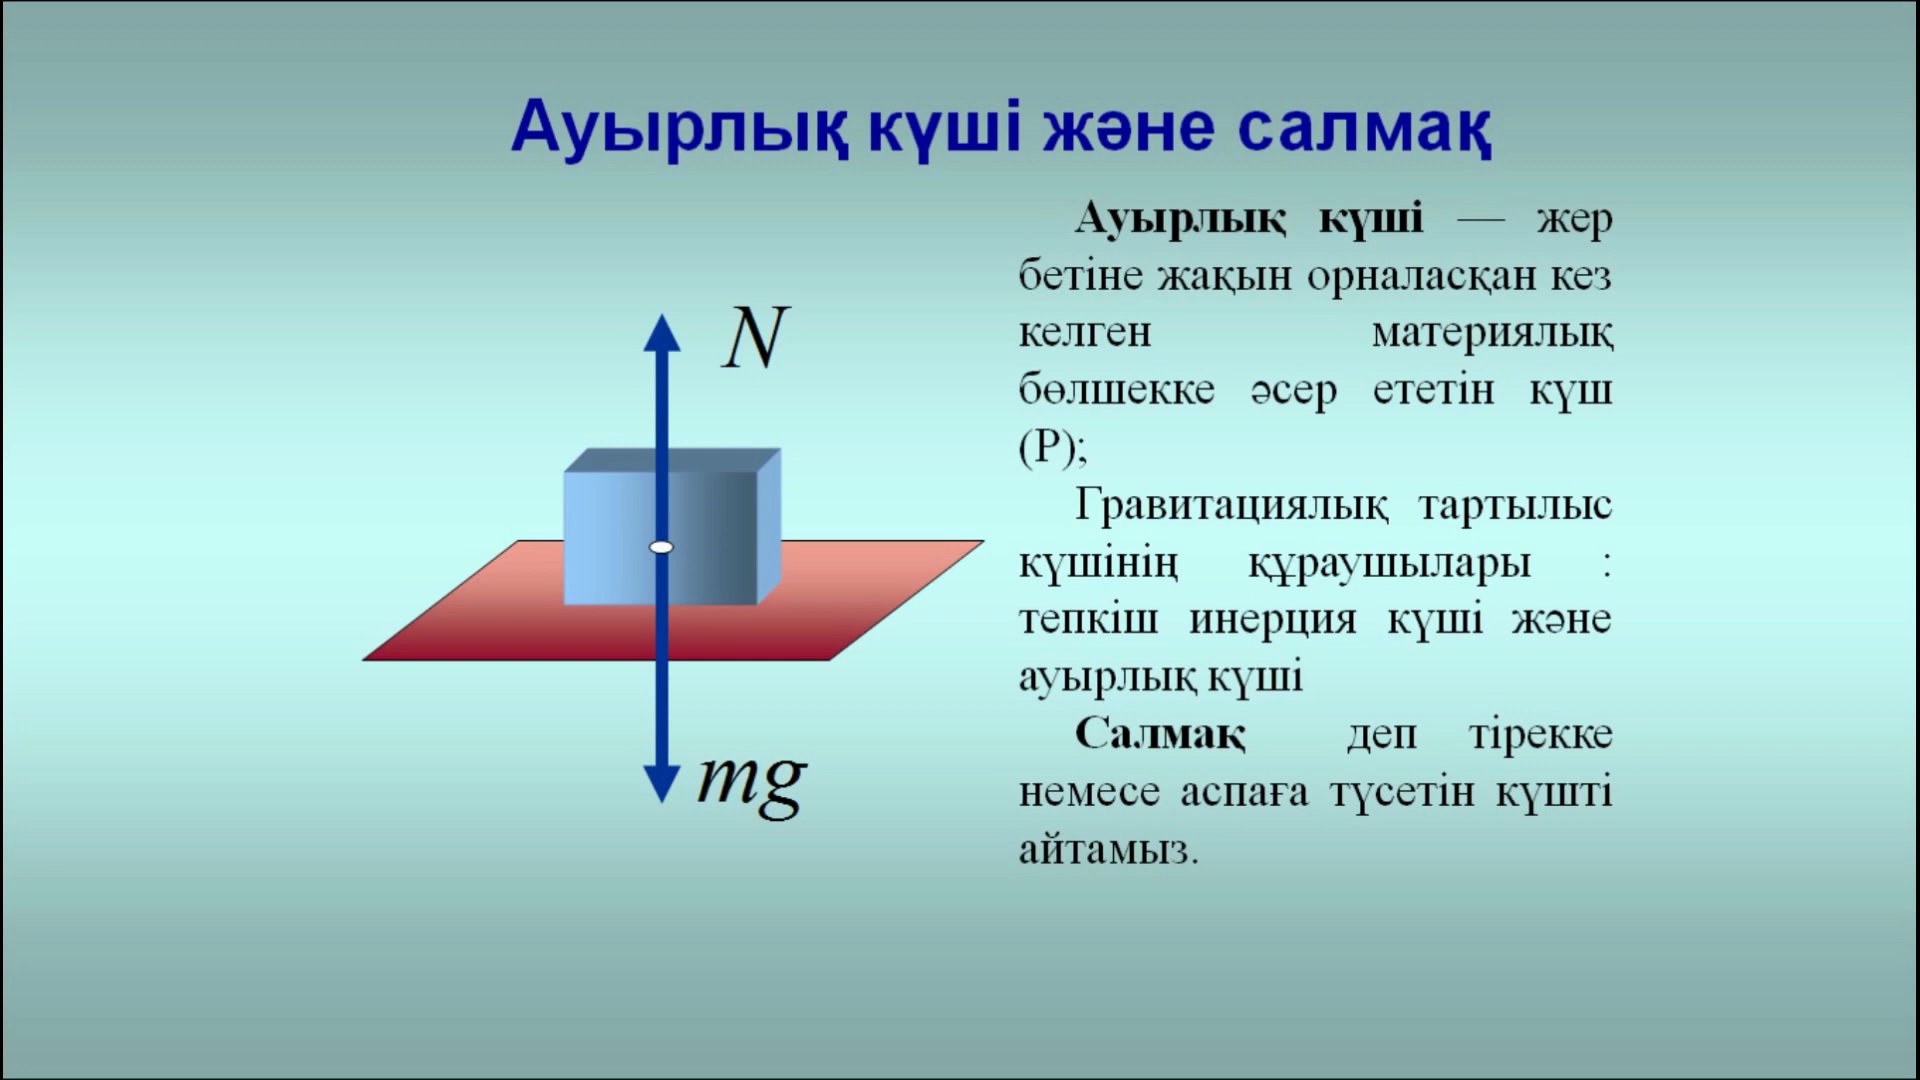 Ауырлық күші және салмақ
N
mg
Ауырлық күші — жер
бетіне жақын орналасқан кез
келген материялық
бөлшекке әсер ететін күш
(Р);
Гравитациялық тартылыс
күшінің құраушылары :
тепкіш инерция күші және
ауырлық күші
Салмақ деп тірекке
немесе аспаға түсетін күшті
айтамыз.